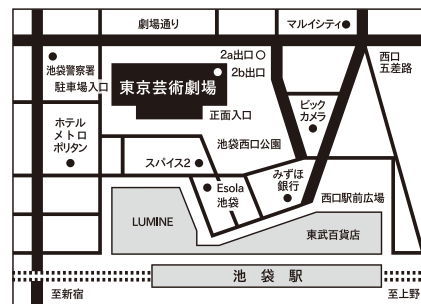 劇場通り
マルイシティ
2a出口
2b出口
西口
五差路
池袋警察署
駐車場入口
東京芸術劇場
正面入口
ビック
カメラ
ホテル
メトロ
ポリタン
池袋西口公園
スパイス2
Esola
池袋
みずほ
銀行
西口駅前広場
LUMINE
東武百貨店
池袋駅
至新宿
至上野